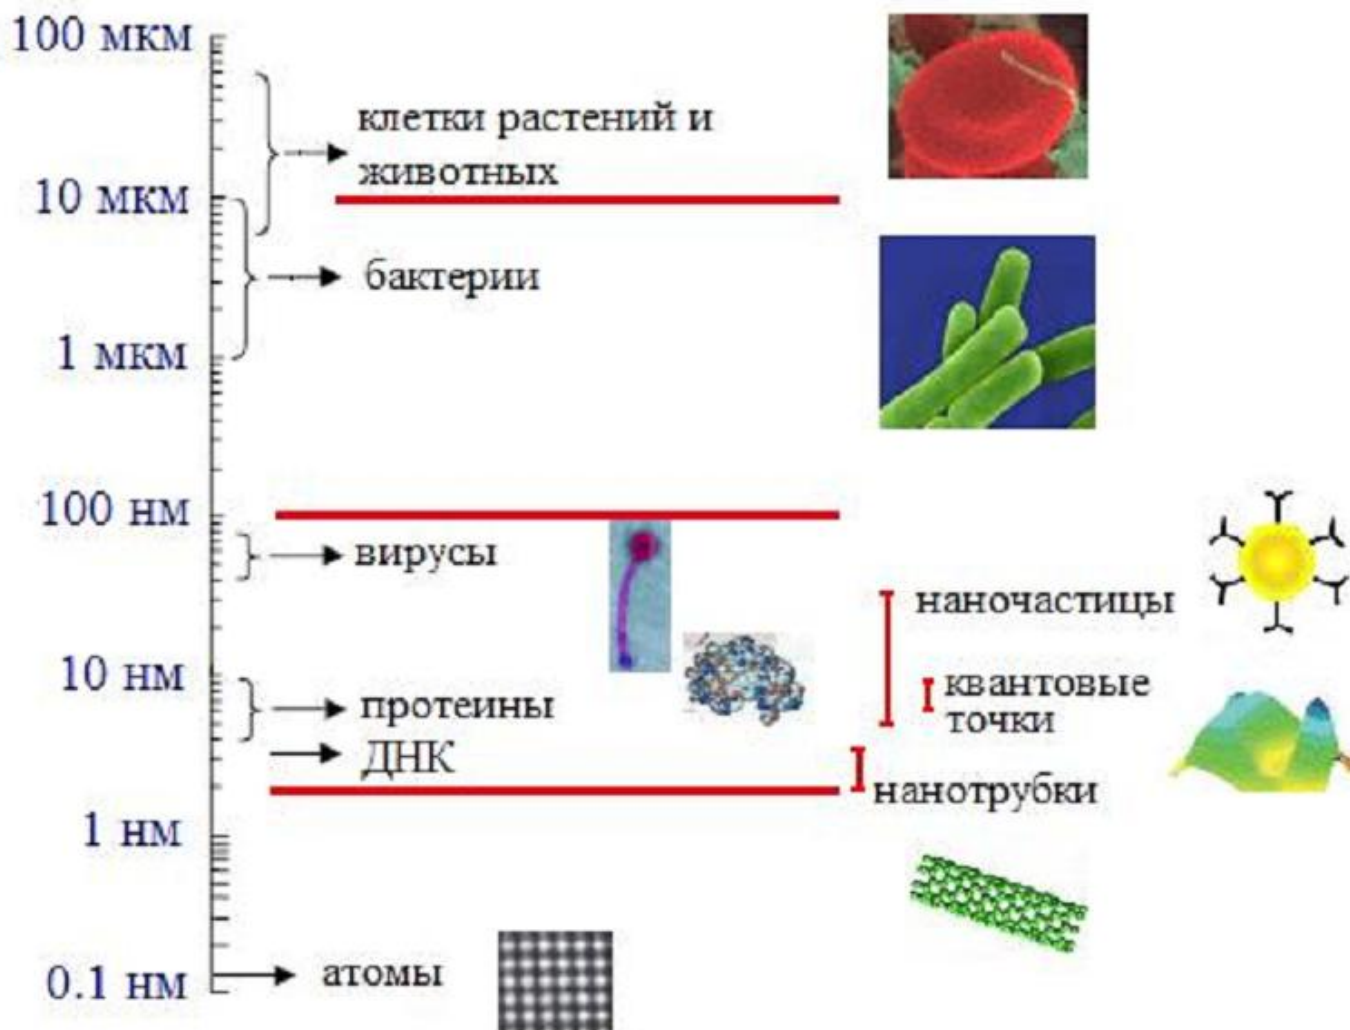 100 мкм
клетки растений и
животных
10 мкм
бактерии
1 мкм
100 нм
вирусы
наночастицы
10 нм
квантовые
точки
протеины
ДНК
нанотрубки
1 нм
атомы
0.1 нм